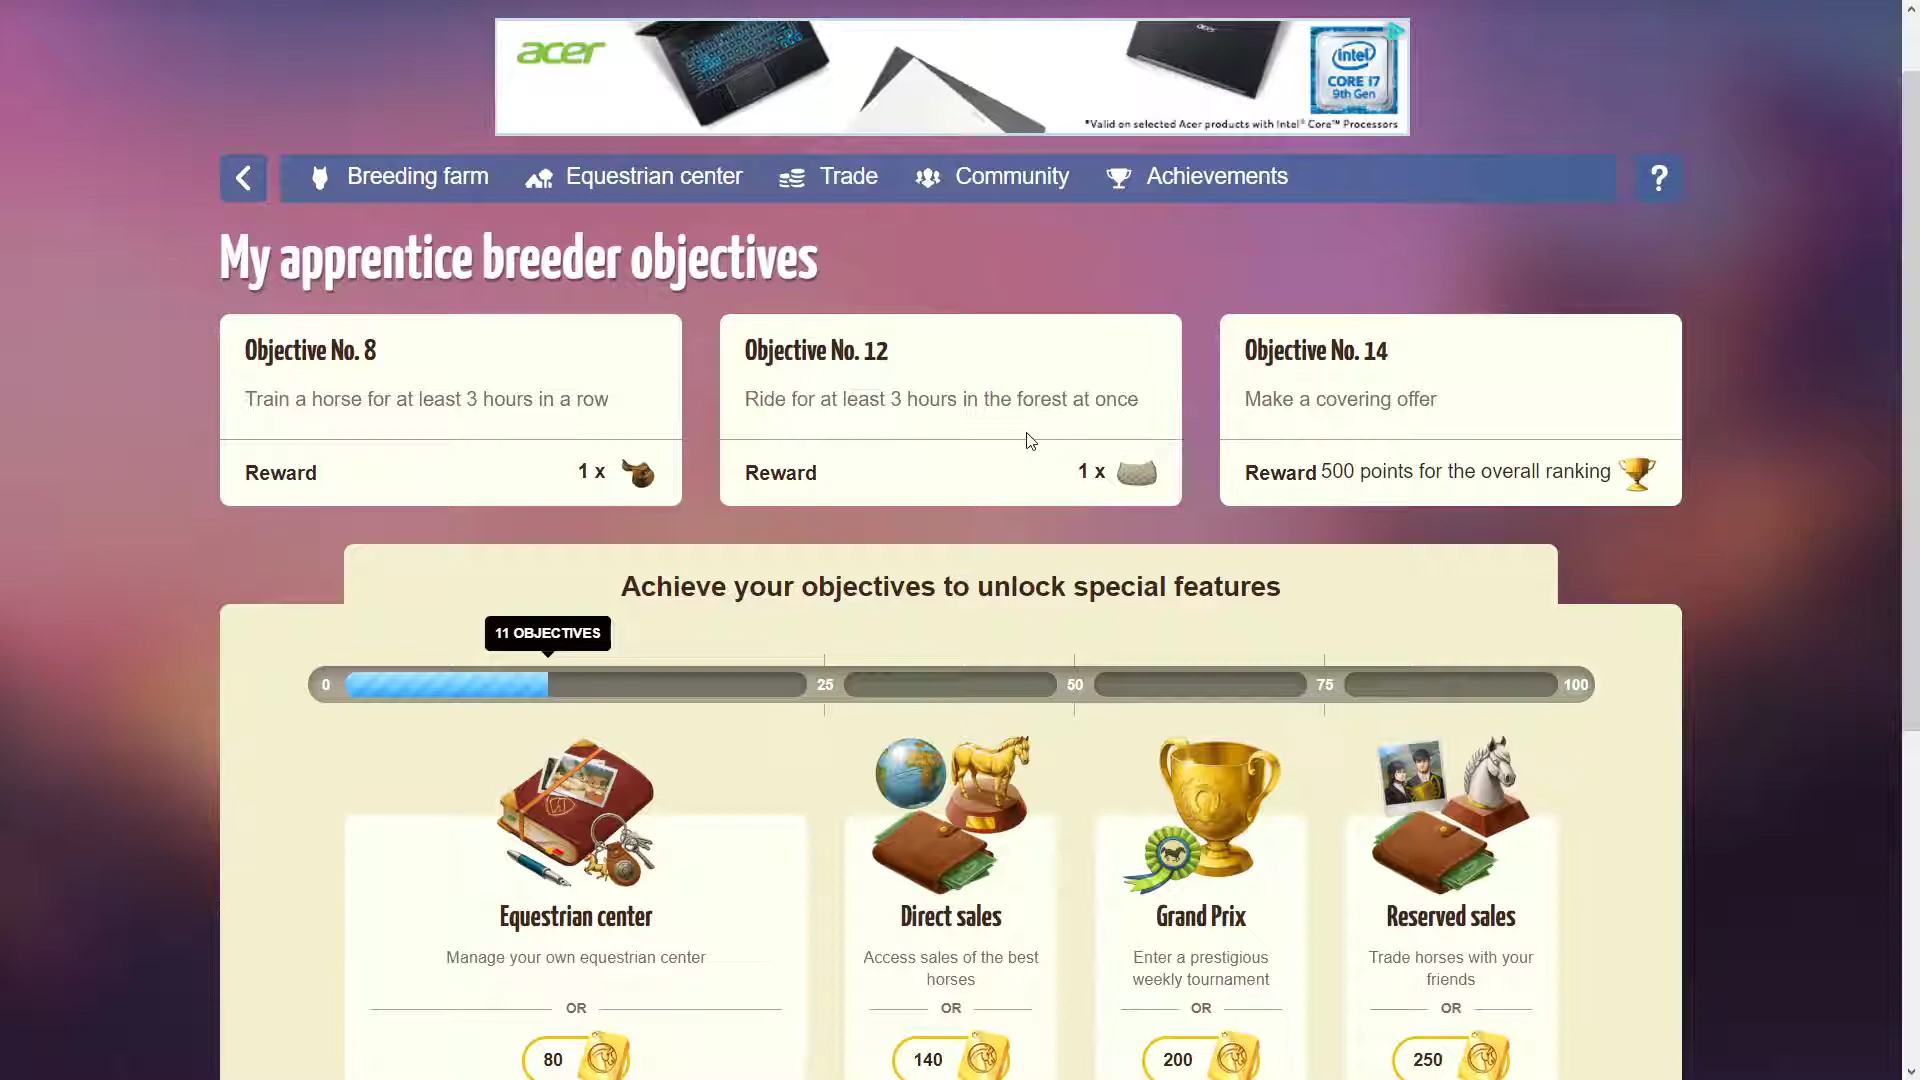 acer
intel
CORE i7
9th Gen
*Valid on selected Acer products with Intel® Core™ Processors
Breeding farm
Equestrian center
Trade
Community
Achievements
?
My apprentice breeder objectives
Objective No. 8
Train a horse for at least 3 hours in a row
Reward
1 x
Objective No. 12
Ride for at least 3 hours in the forest at once
Reward
1 x
Objective No. 14
Make a covering offer
Reward 500 points for the overall ranking
Achieve your objectives to unlock special features
11 OBJECTIVES
0
25
50
75
100
Equestrian center
Manage your own equestrian center
OR
80
Direct sales
Access sales of the best
horses
OR
140
Grand Prix
Enter a prestigious
weekly tournament
OR
200
Reserved sales
Trade horses with your
friends
OR
250